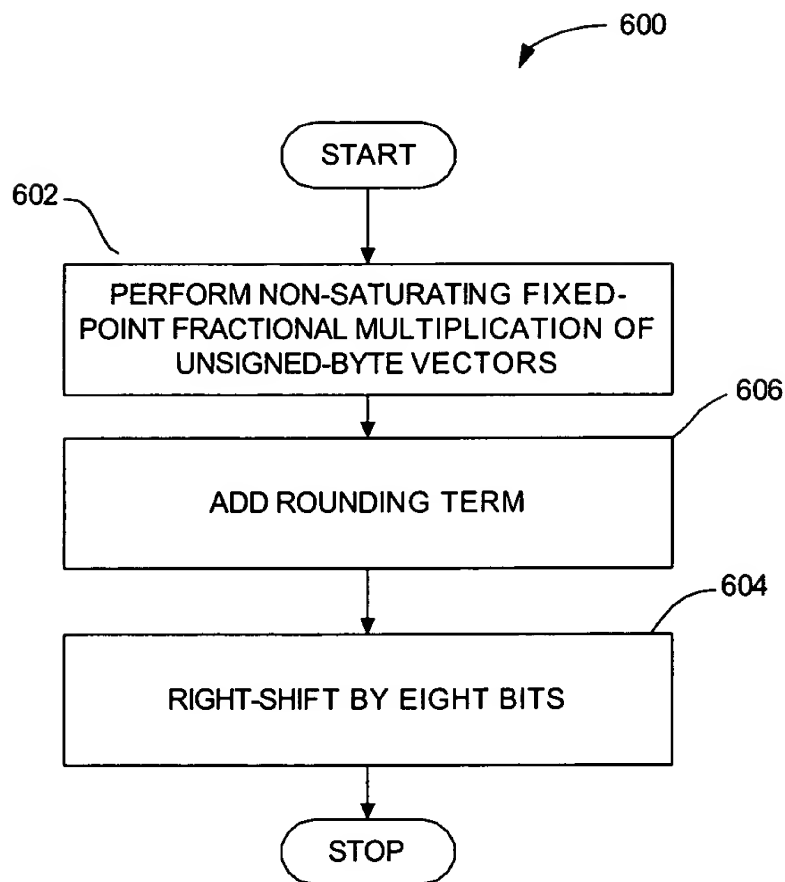 600
START
602
PERFORM NON-SATURATING FIXED-
POINT FRACTIONAL MULTIPLICATION OF
UNSIGNED-BYTE VECTORS
606
ADD ROUNDING TERM
604
RIGHT-SHIFT BY EIGHT BITS
STOP